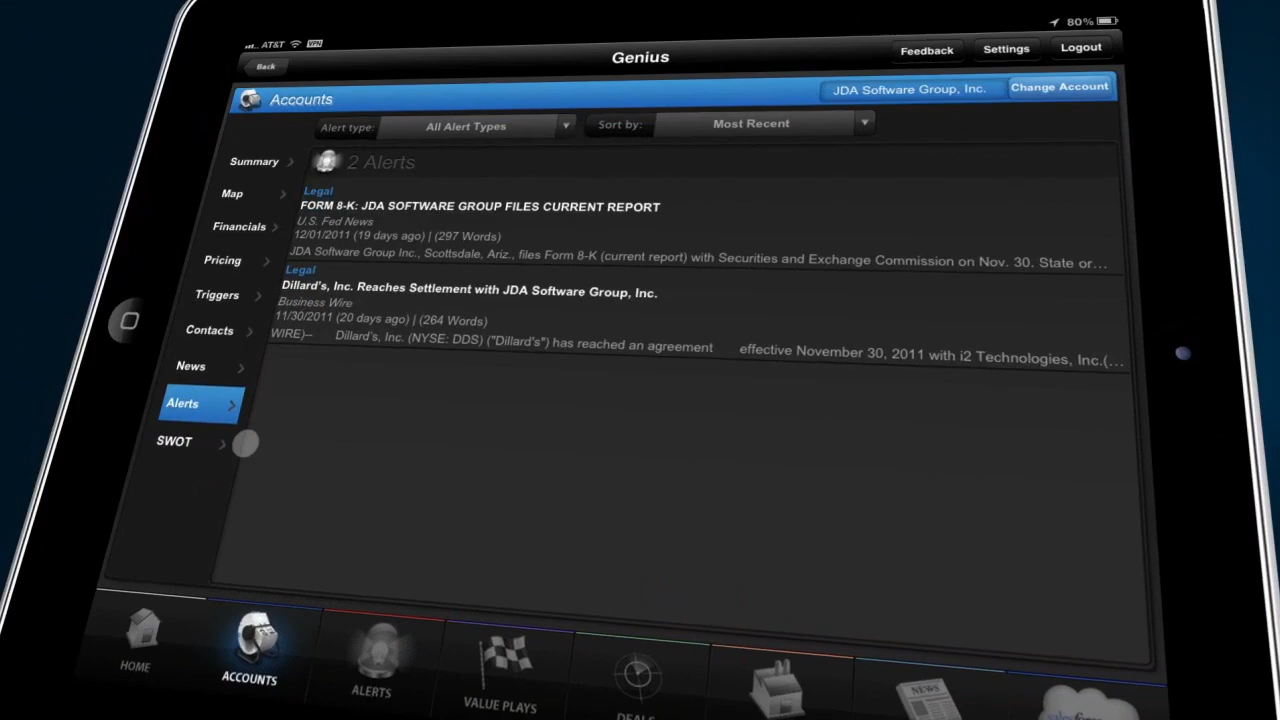 AT&T VPN 80%
Back Genius Feedback Settings Logout
Accounts JDA Software Group, Inc. Change Account
Alert type: All Alert Types Sort by: Most Recent
2 Alerts
Summary
Map
Financials
Pricing
Triggers
Contacts
News
Alerts
SWOT
Legal
FORM 8-K: JDA SOFTWARE GROUP FILES CURRENT REPORT
U.S. Fed News
12/01/2011 (19 days ago) | (297 Words)
JDA Software Group Inc., Scottsdale, Ariz., files Form 8-K (current report) with Securities and Exchange Commission on Nov. 30. State or...
Legal
Dillard's, Inc. Reaches Settlement with JDA Software Group, Inc.
Business Wire
11/30/2011 (20 days ago) | (264 Words)
WIRE)-- Dillard's, Inc. (NYSE: DDS) ("Dillard's") has reached an agreement effective November 30, 2011 with i2 Technologies, Inc.(...
HOME
ACCOUNTS
ALERTS
VALUE PLAYS
DEALS
NEWS